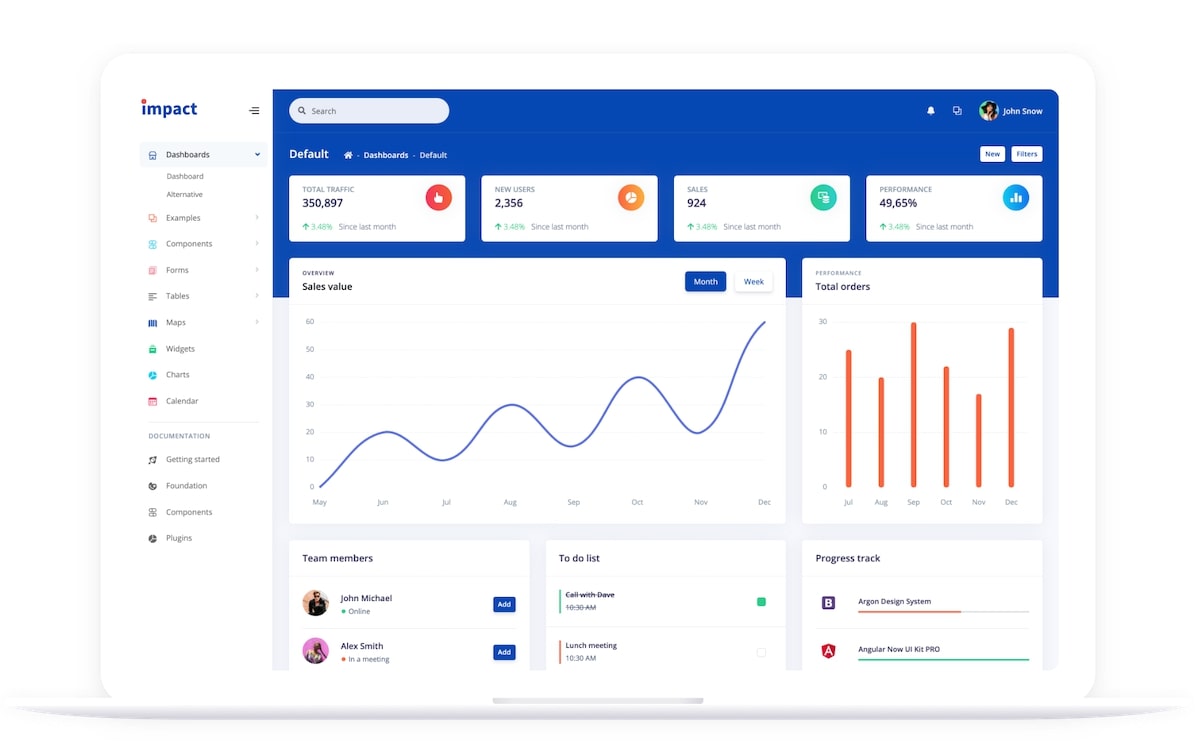 impact
Search
John Snow
Dashboards
Dashboard
Alternative
Examples
Components
Forms
Tables
Maps
Widgets
Charts
Calendar
DOCUMENTATION
Getting started
Foundation
Components
Plugins
Default - Dashboards - Default
New Filters
TOTAL TRAFFIC
350,897
3.48% Since last month
NEW USERS
2,356
3.48% Since last month
SALES
924
3.48% Since last month
PERFORMANCE
49,65%
3.48% Since last month
OVERVIEW
Sales value
Month Week
60
50
40
30
20
10
0
May Jun Jul Aug Sep Oct Nov Dec
PERFORMANCE
Total orders
30
20
10
0
Jul Aug Sep Oct Nov Dec
Team members
John Michael
Online
Add
Alex Smith
In a meeting
Add
To do list
Call with Dave
10:30 AM
Lunch meeting
10:30 AM
Progress track
B
Argon Design System
A
Angular Now UI Kit PRO